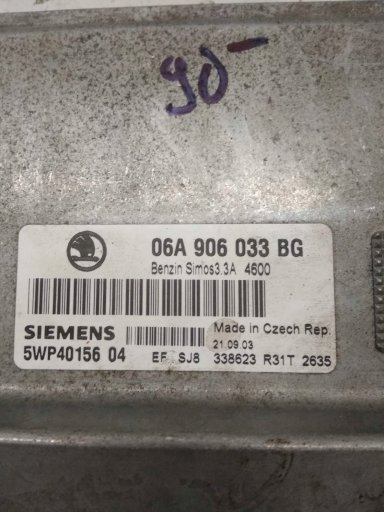 90-
06A 906 033 BG
Benzin Simos3.3A 4600
SIEMENS
Made in Czech Rep.
21.09.03
5WP40156 04 EF SJ8 338623 R31T 2635